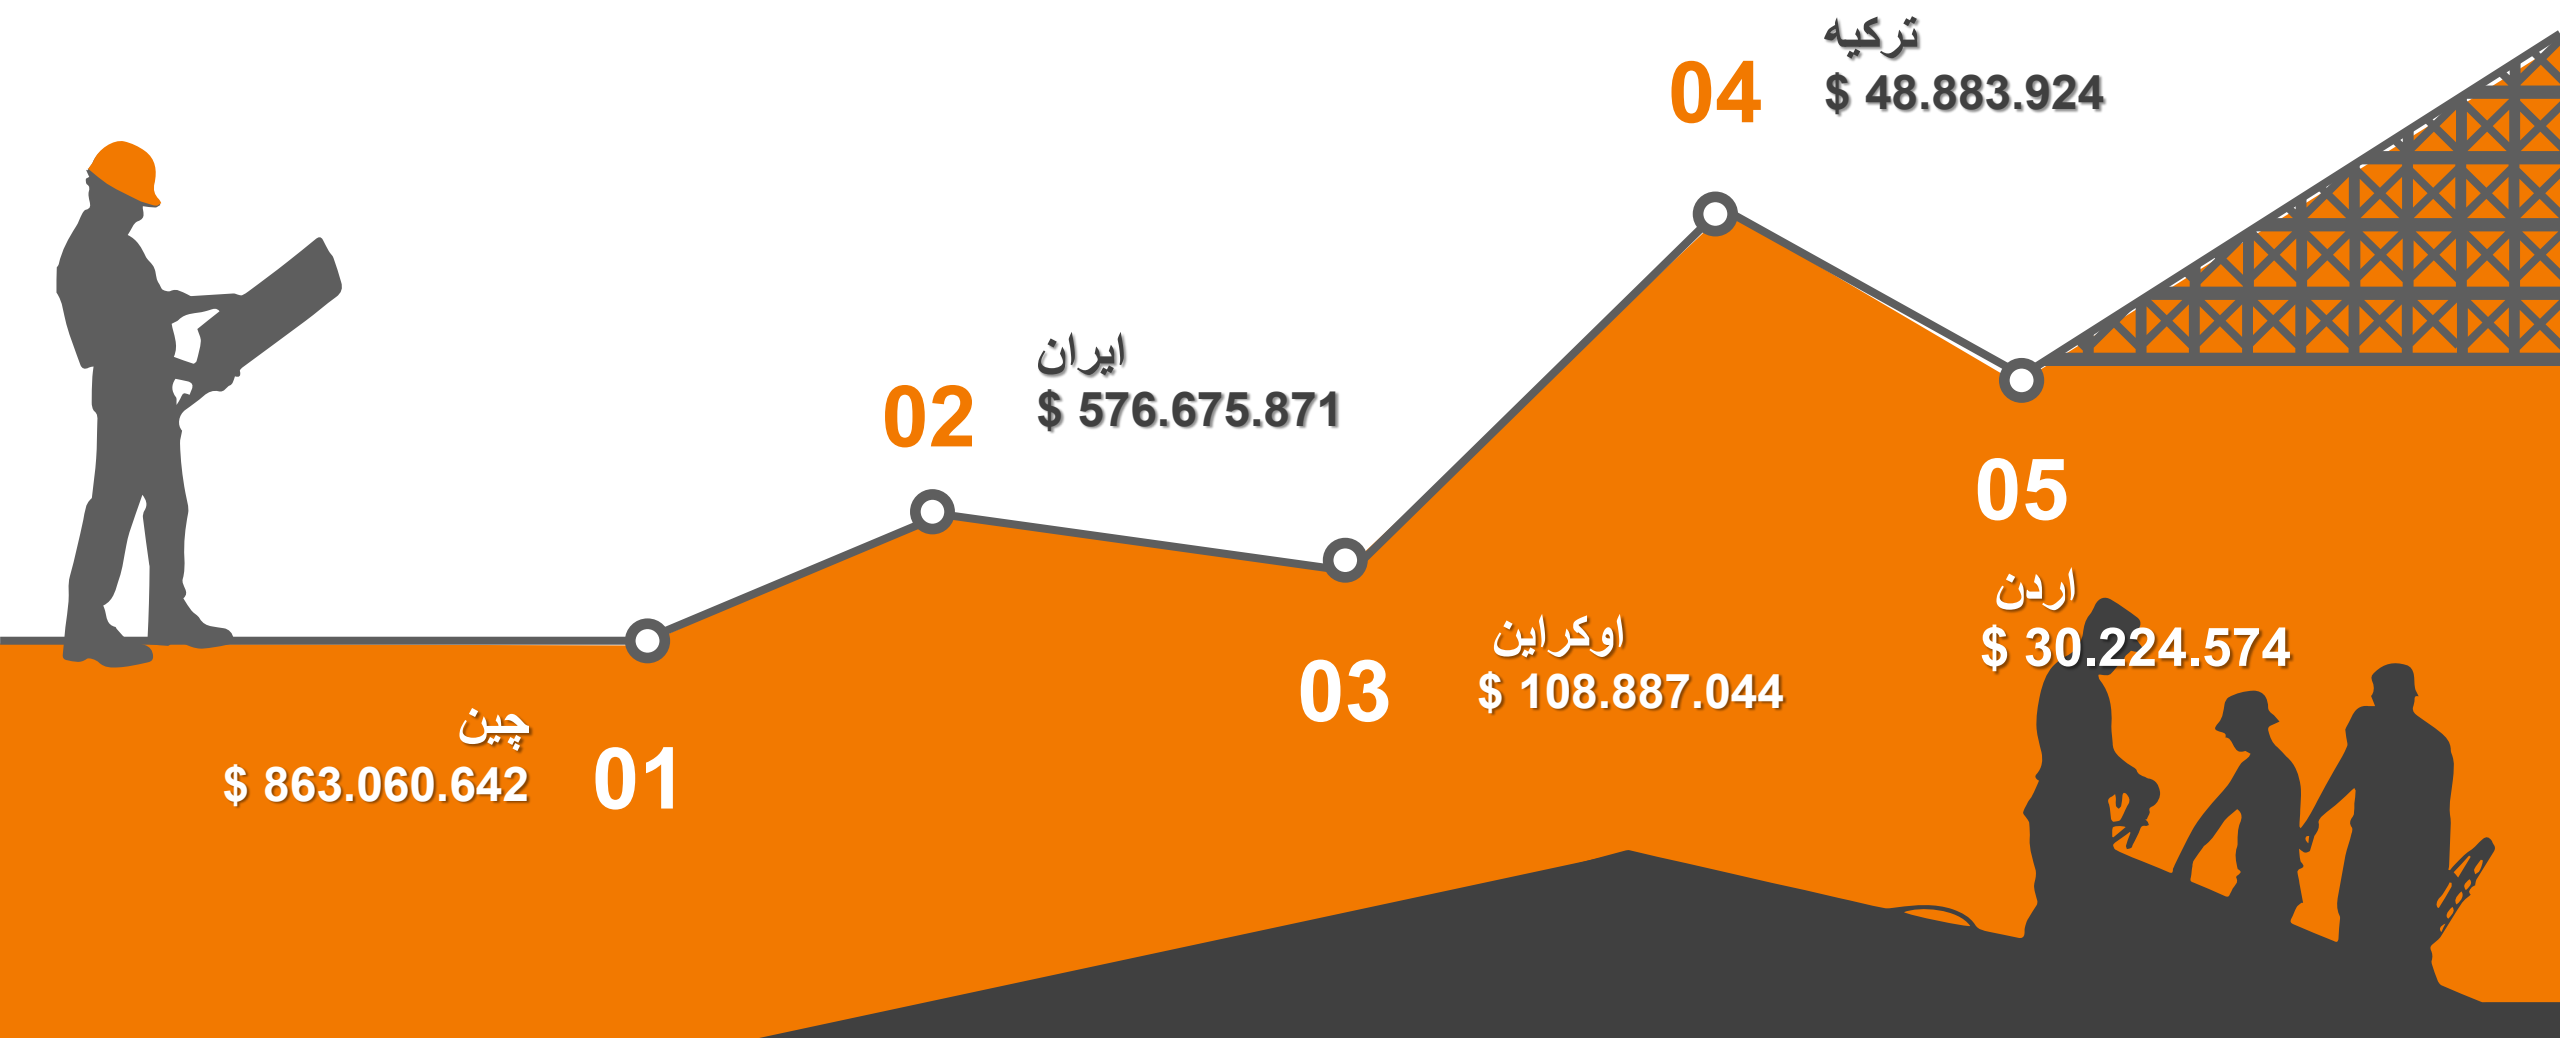 چین
$ 863.060.642
01
02
ایران
$ 576.675.871
03
اوکراین
$ 108.887.044
04
ترکیه
$ 48.883.924
05
اردن
$ 30.224.574